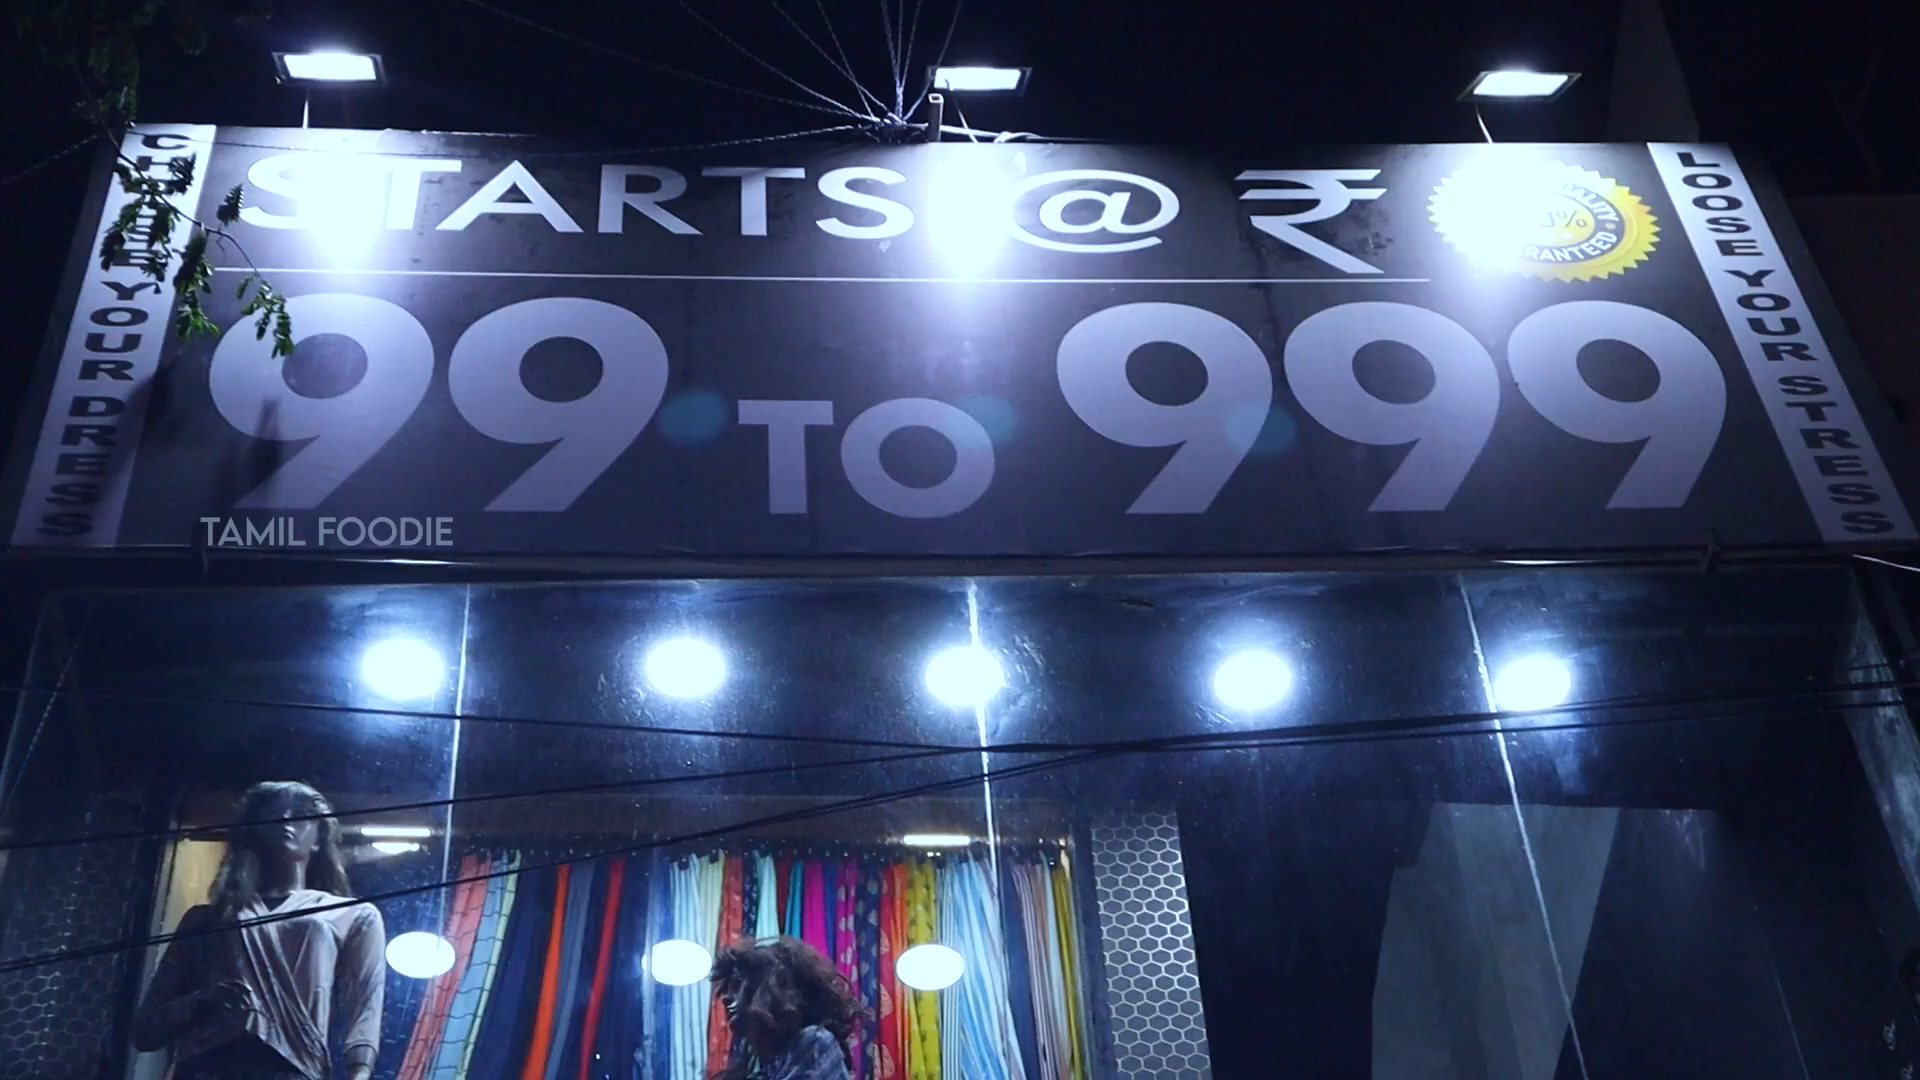 STARTS @ ₹
99 TO 999
CHOOSE YOUR DRESS
LOOSE YOUR STRESS
TAMIL FOODIE